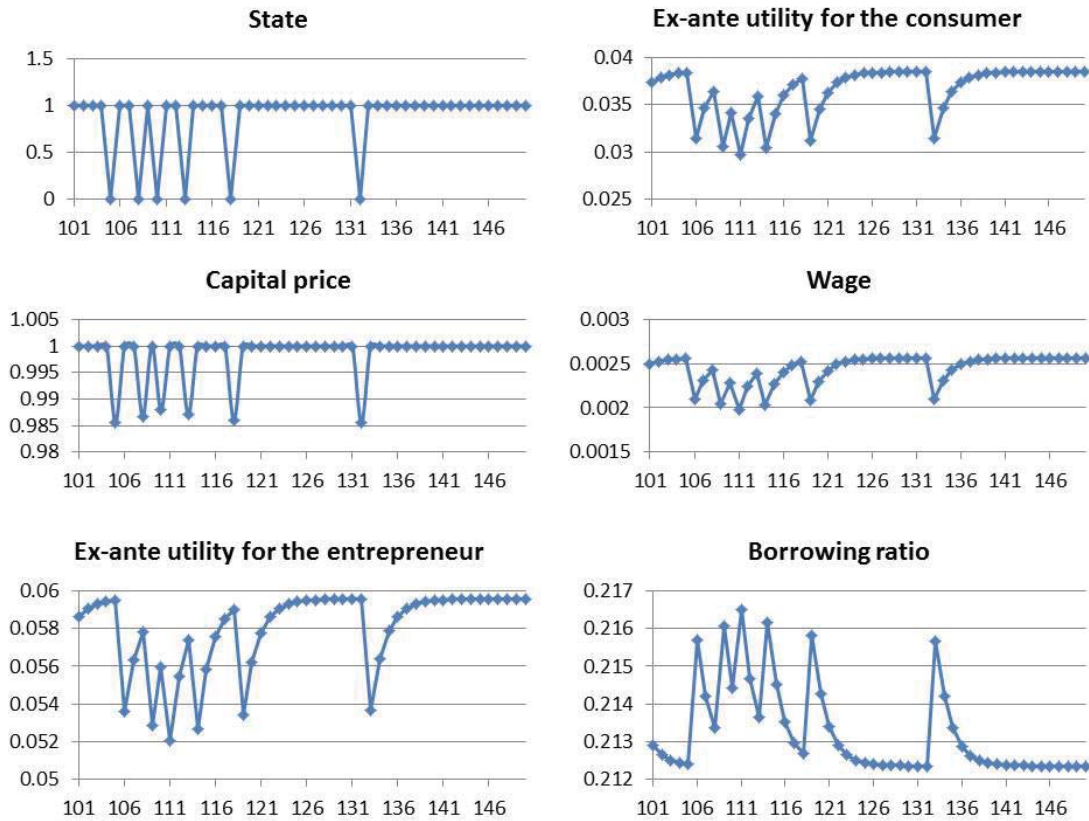 State
1.5
1
0.5
0
101 106 111 116 121 126 131 136 141 146
Ex-ante utility for the consumer
0.04
0.035
0.03
0.025
101 106 111 116 121 126 131 136 141 146
Capital price
1.005
1
0.995
0.99
0.985
0.98
101 106 111 116 121 126 131 136 141 146
Wage
0.003
0.0025
0.002
0.0015
101 106 111 116 121 126 131 136 141 146
Ex-ante utility for the entrepreneur
0.06
0.058
0.056
0.054
0.052
0.05
101 106 111 116 121 126 131 136 141 146
Borrowing ratio
0.217
0.216
0.215
0.214
0.213
0.212
101 106 111 116 121 126 131 136 141 146